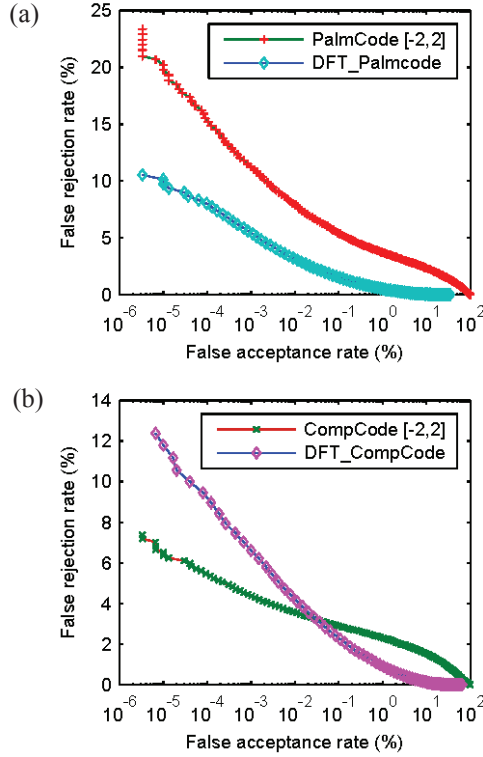 (a)
25
20
15
10
5
0
False rejection rate (%)
PalmCode [-2,2]
DFT_Palmcode
10^-6 10^-5 10^-4 10^-3 10^-2 10^-1 10^0 10^1 10^2
False acceptance rate (%)
(b)
14
12
10
8
6
4
2
0
False rejection rate (%)
CompCode [-2,2]
DFT_CompCode
10^-6 10^-5 10^-4 10^-3 10^-2 10^-1 10^0 10^1 10^2
False acceptance rate (%)